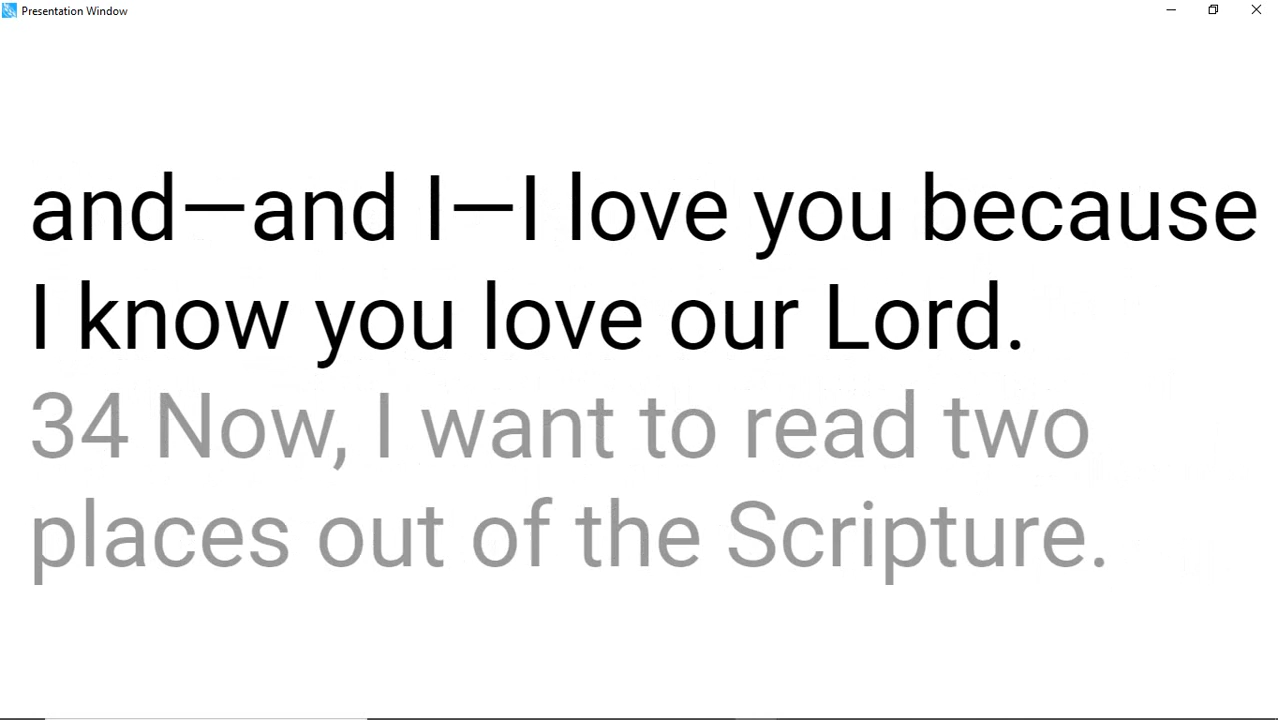 Presentation Window
and—and I—I love you because
I know you love our Lord.
34 Now, I want to read two
places out of the Scripture.